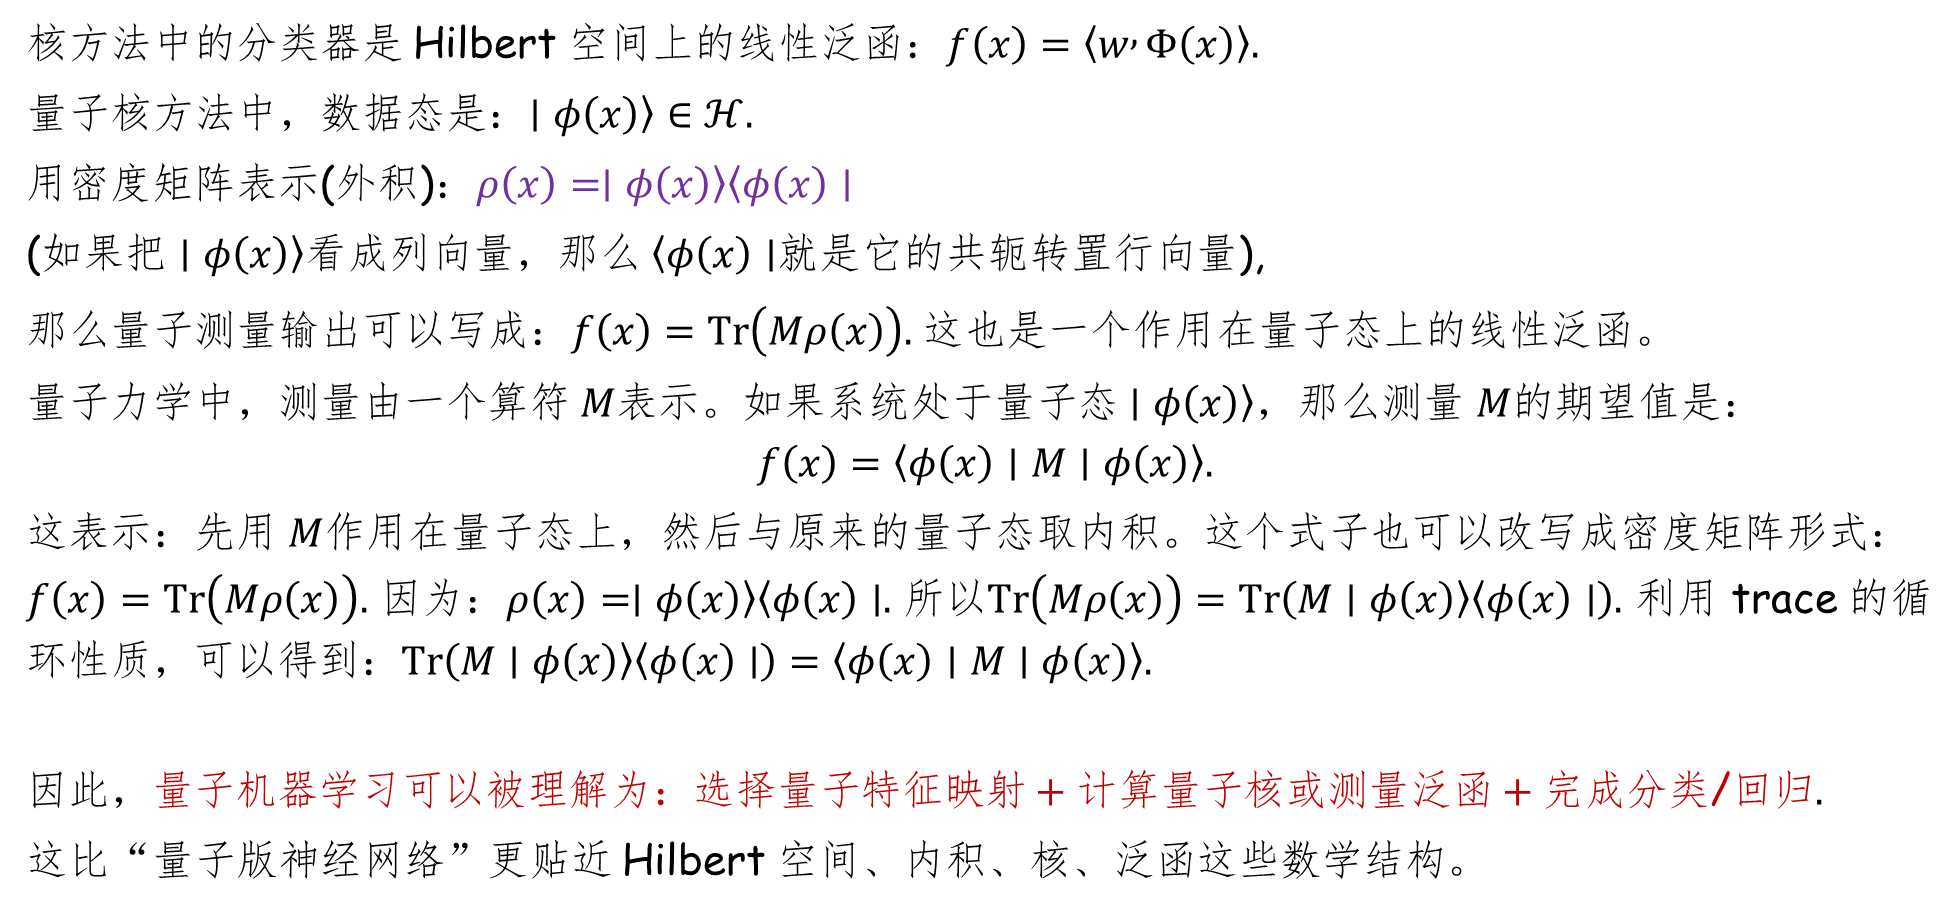 核方法中的分类器是 Hilbert 空间上的线性泛函：f(x) = ⟨w, Φ(x)⟩.
量子核方法中，数据态是：| ϕ(x)⟩ ∈ ℋ.
用密度矩阵表示(外积)：ρ(x) =| ϕ(x)⟩⟨ϕ(x) |
(如果把 | ϕ(x)⟩看成列向量，那么 ⟨ϕ(x) |就是它的共轭转置行向量),
那么量子测量输出可以写成：f(x) = Tr(Mρ(x)). 这也是一个作用在量子态上的线性泛函。
量子力学中，测量由一个算符 M表示。如果系统处于量子态 | ϕ(x)⟩，那么测量 M的期望值是：
f(x) = ⟨ϕ(x) | M | ϕ(x)⟩.
这表示：先用 M作用在量子态上，然后与原来的量子态取内积。这个式子也可以改写成密度矩阵形式：
f(x) = Tr(Mρ(x)). 因为：ρ(x) =| ϕ(x)⟩⟨ϕ(x) |. 所以Tr(Mρ(x)) = Tr(M | ϕ(x)⟩⟨ϕ(x) |). 利用 trace 的循
环性质，可以得到：Tr(M | ϕ(x)⟩⟨ϕ(x) |) = ⟨ϕ(x) | M | ϕ(x)⟩.
因此，量子机器学习可以被理解为：选择量子特征映射 + 计算量子核或测量泛函 + 完成分类/回归.
这比“量子版神经网络”更贴近 Hilbert 空间、内积、核、泛函这些数学结构。